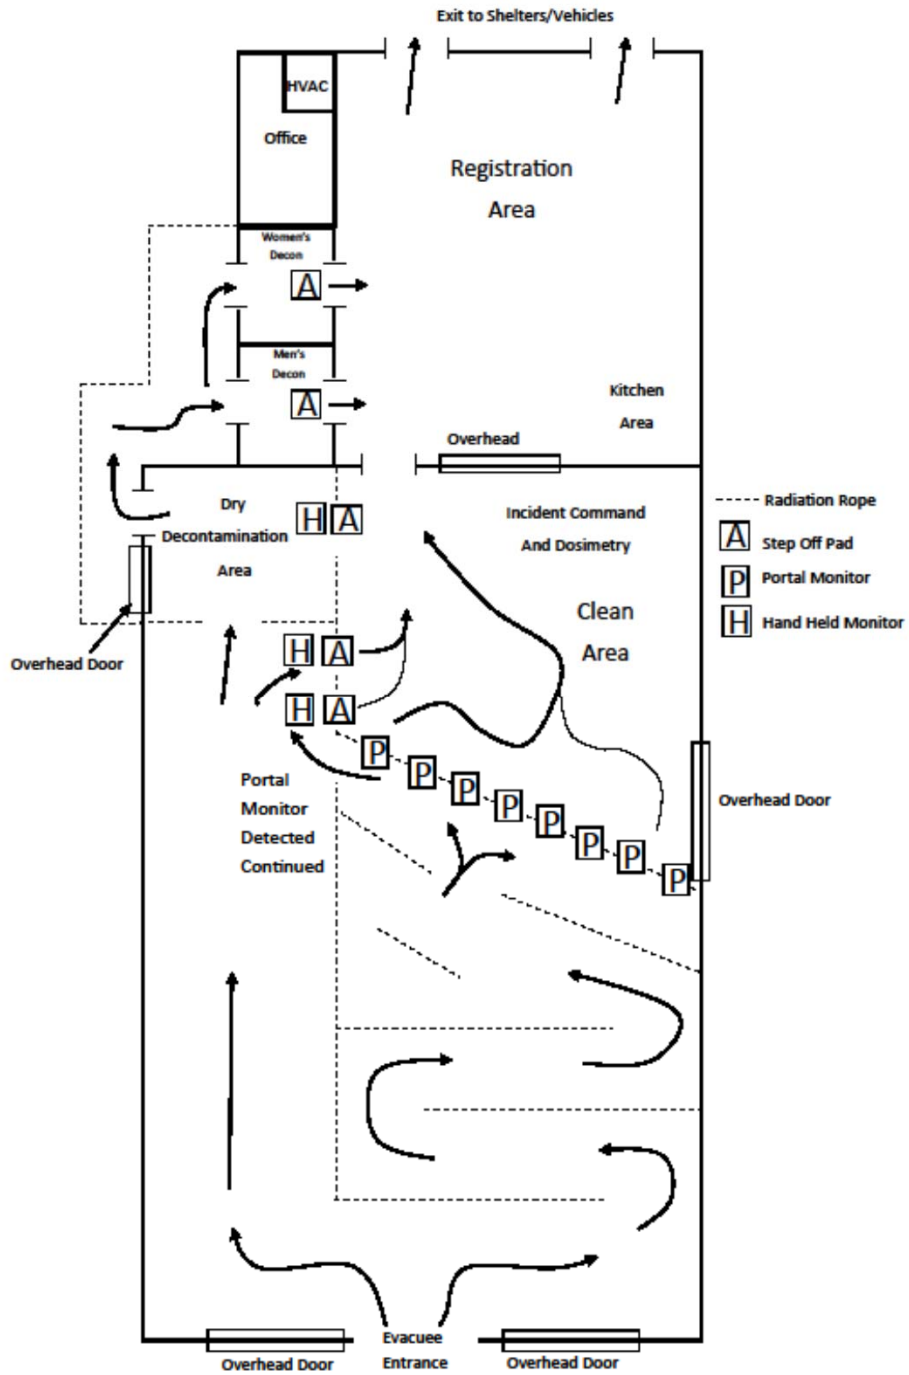 Exit to Shelters/Vehicles
HVAC
Office
Registration
Area
Women's
Decon
A
Men's
Decon
A
Kitchen
Area
Overhead
Dry
Decontamination
Area
H A
Incident Command
And Dosimetry
Clean
Area
Radiation Rope
A Step Off Pad
P Portal Monitor
H Hand Held Monitor
Overhead Door
H A
H A
P
P
P
P
P
P
P
P
Portal
Monitor
Detected
Continued
Overhead Door
Evacuee
Entrance
Overhead Door
Overhead Door